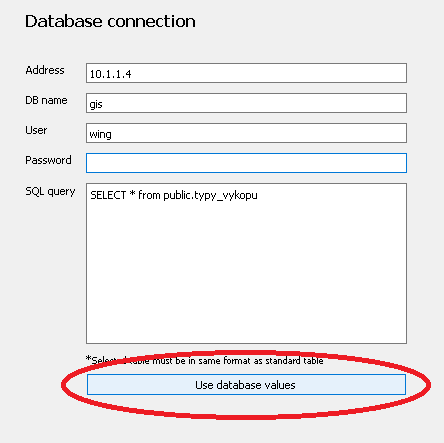 Database connection
Address
10.1.1.4
DB name
gis
User
wing
Password
SQL query
SELECT * from public.typy_vykopu
*Selected table must be in same format as standard table
Use database values